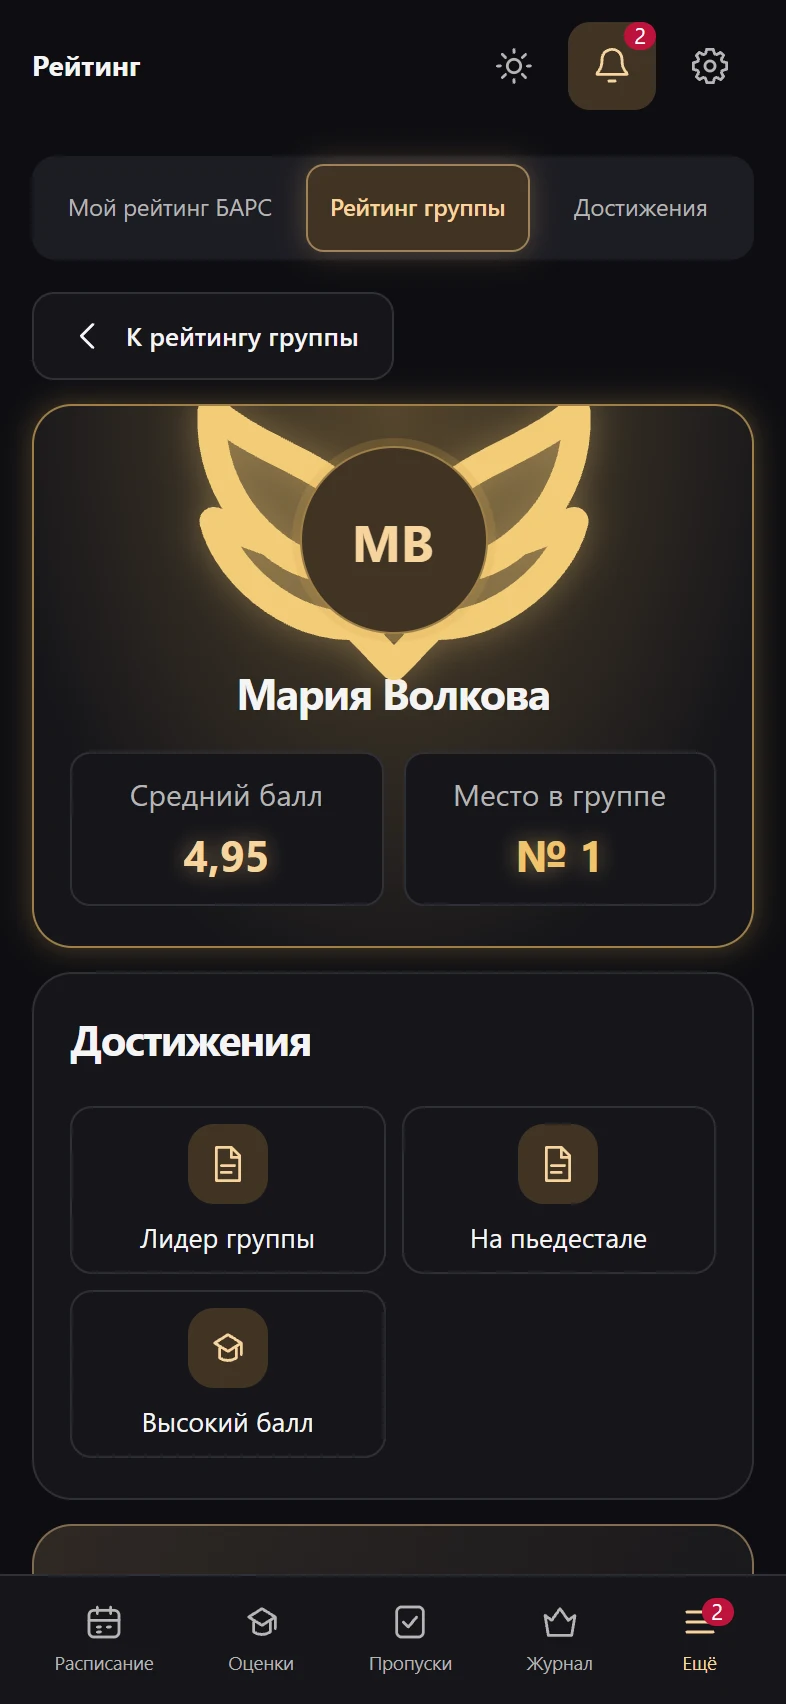 Рейтинг
2
Мой рейтинг БАРС
Рейтинг группы
Достижения
К рейтингу группы
МВ
Мария Волкова
Средний балл
4,95
Место в группе
№ 1
Достижения
Лидер группы
На пьедестале
Высокий балл
Расписание
Оценки
Пропуски
Журнал
2
Ещё